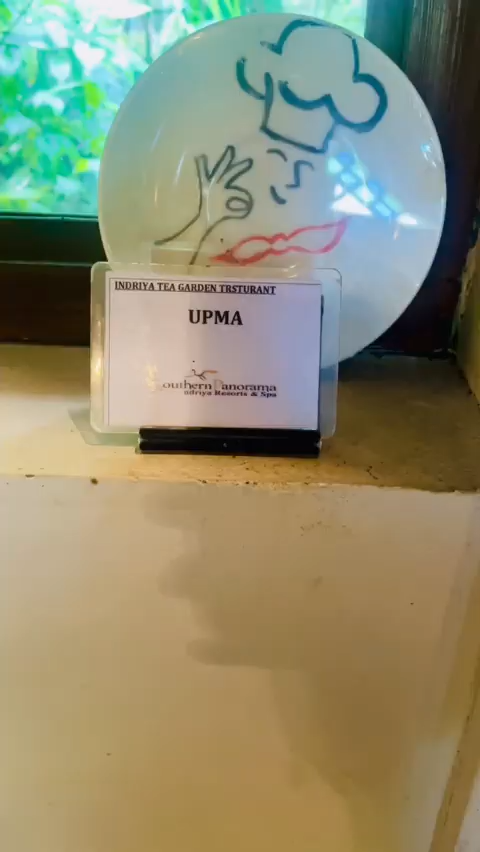 INDRIYA TEA GARDEN TRSTURANT
UPMA
Southern Panorama
Indriya Resorts & Spa